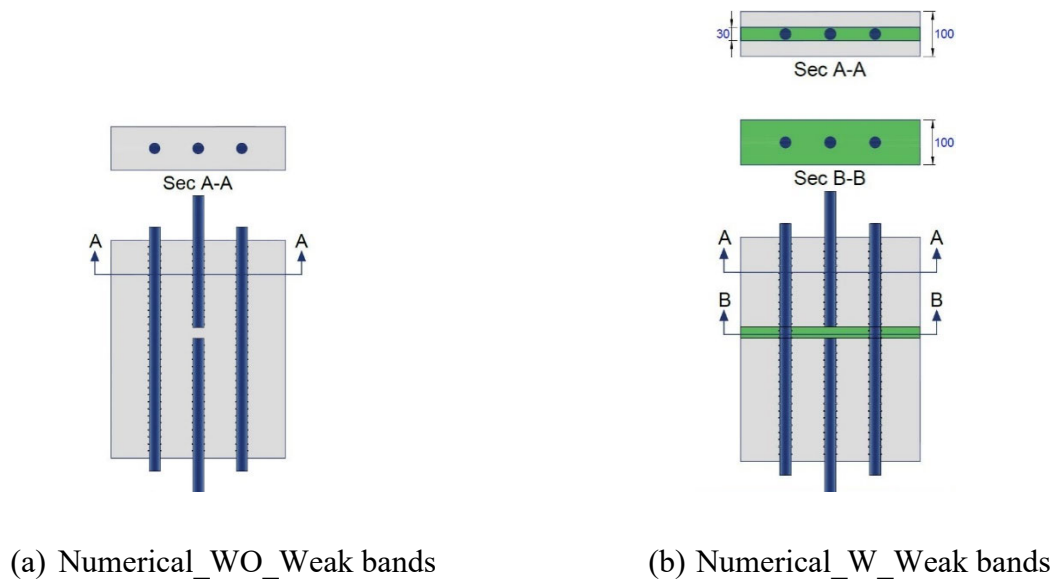 30
100
Sec A-A
100
Sec A-A
Sec B-B
A A
A A
B B
(a) Numerical_WO_Weak bands
(b) Numerical_W_Weak bands